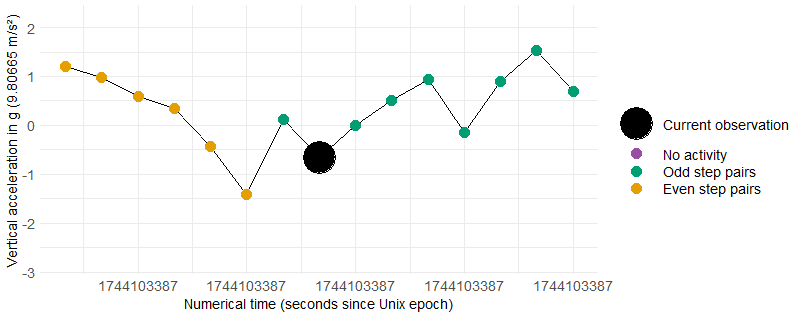 Vertical acceleration in g (9.80665 m/s²)
2
1
0
-1
-2
-3
1744103387 1744103387 1744103387 1744103387 1744103387
Numerical time (seconds since Unix epoch)
Current observation
No activity
Odd step pairs
Even step pairs